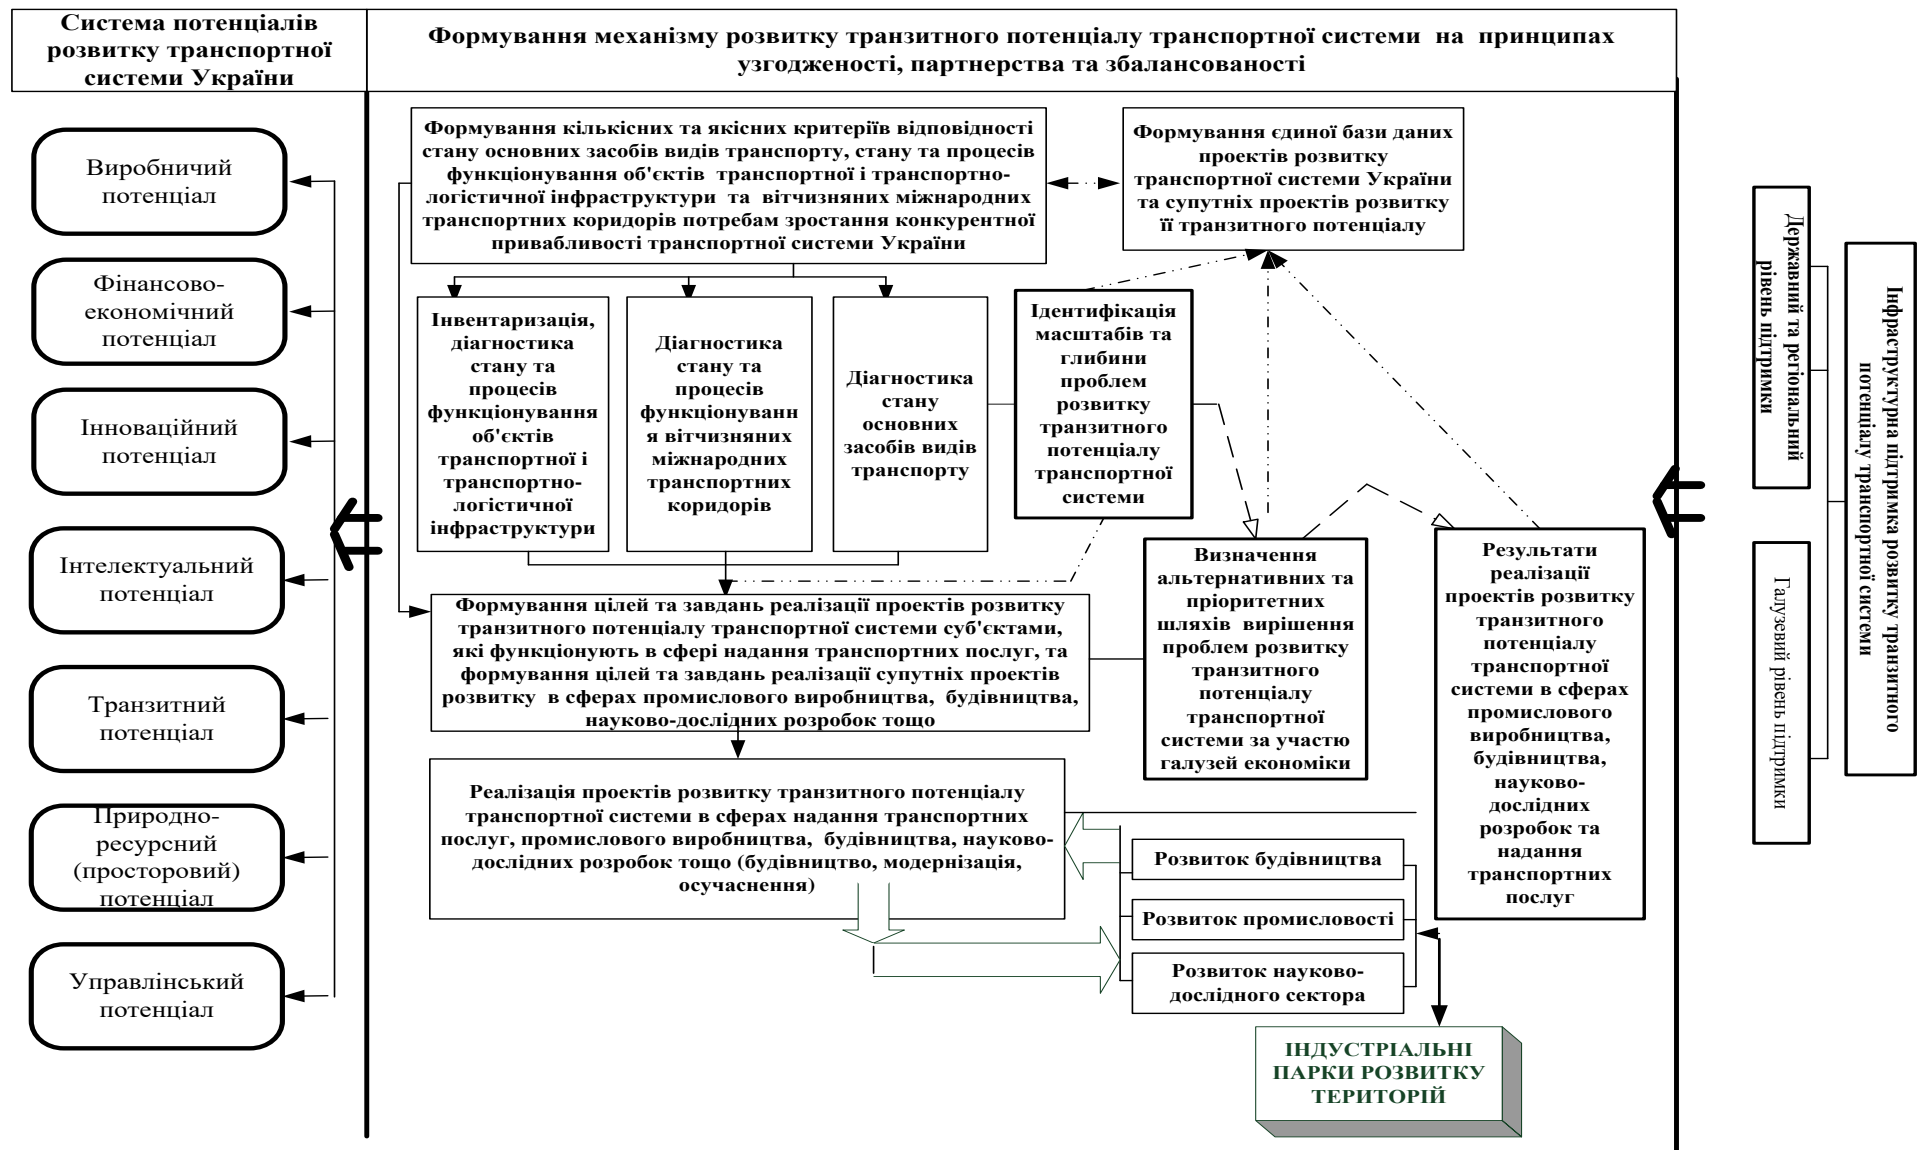 Система потенціалів
розвитку транспортної
системи України
Формування механізму розвитку транзитного потенціалу транспортної системи на принципах
узгодженості, партнерства та збалансованості
Виробничий
потенціал
Фінансово-
економічний
потенціал
Інноваційний
потенціал
Інтелектуальний
потенціал
Транзитний
потенціал
Природно-
ресурсний
(просторовий)
потенціал
Управлінський
потенціал
Формування кількісних та якісних критеріїв відповідності
стану основних засобів видів транспорту, стану та процесів
функціонування об'єктів транспортної і транспортно-
логістичної інфраструктури та вітчизняних міжнародних
транспортних коридорів потребам зростання конкурентної
привабливості транспортної системи України
Формування єдиної бази даних
проектів розвитку
транспортної системи України
та супутніх проектів розвитку
її транзитного потенціалу
Інвентаризація,
діагностика
стану та
процесів
функціонування
об'єктів
транспортної і
транспортно-
логістичної
інфраструктури
Діагностика
стану та
процесів
функціонуванн
я вітчизняних
міжнародних
транспортних
коридорів
Діагностика
стану
основних
засобів видів
транспорту
Ідентифікація
масштабів та
глибини
проблем
розвитку
транзитного
потенціалу
транспортної
системи
Визначення
альтернативних та
пріоритетних
шляхів вирішення
проблем розвитку
транзитного
потенціалу
транспортної
системи за участю
галузей економіки
Результати
реалізації
проектів розвитку
транзитного
потенціалу
транспортної
системи в сферах
промислового
виробництва,
будівництва,
науково-
дослідних
розробок та
надання
транспортних
послуг
Формування цілей та завдань реалізації проектів розвитку
транзитного потенціалу транспортної системи суб'єктами,
які функціонують в сфері надання транспортних послуг, та
формування цілей та завдань реалізації супутніх проектів
розвитку в сферах промислового виробництва, будівництва,
науково-дослідних розробок тощо
Реалізація проектів розвитку транзитного потенціалу
транспортної системи в сферах надання транспортних
послуг, промислового виробництва, будівництва, науково-
дослідних розробок тощо (будівництво, модернізація,
осучаснення)
Розвиток будівництва
Розвиток промисловості
Розвиток науково-
дослідного сектора
ІНДУСТРІАЛЬНІ
ПАРКИ РОЗВИТКУ
ТЕРИТОРІЙ
Державний та регіональний
рівень підтримки
Галузевий рівень підтримки
Інфраструктурна підтримка розвитку транзитного
потенціалу транспортної системи